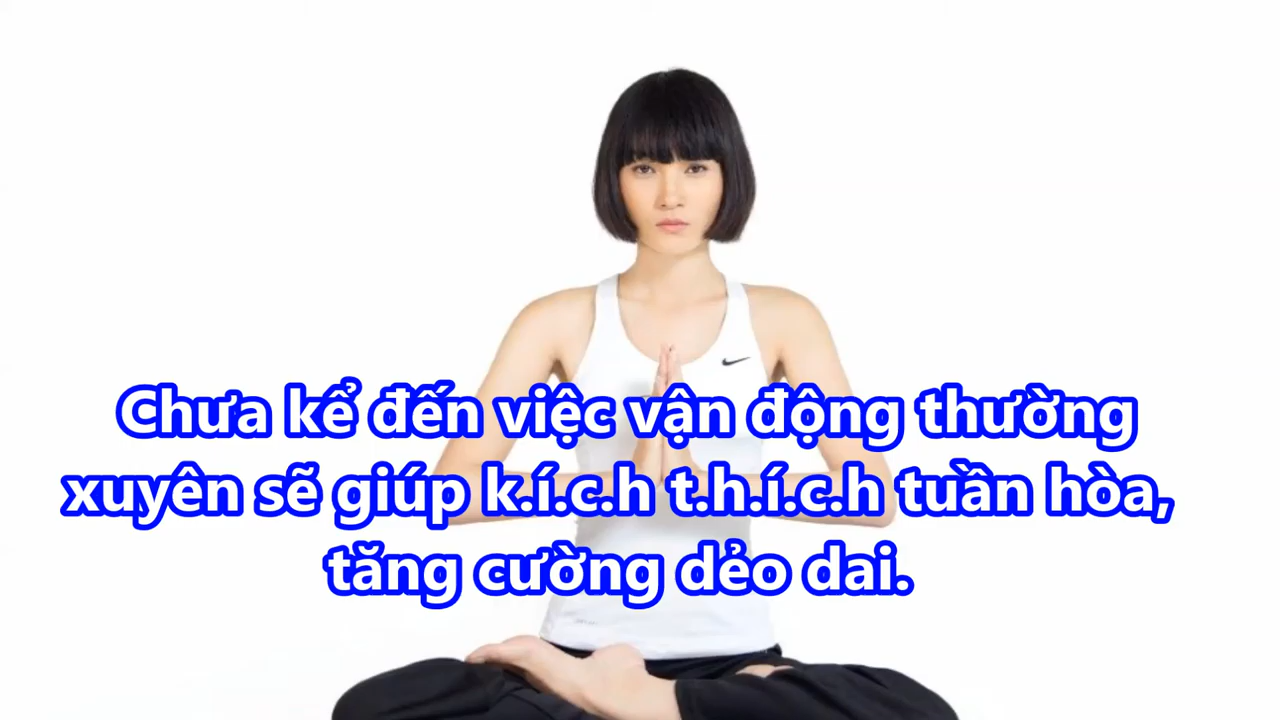 Chưa kể đến việc vận động thường
xuyên sẽ giúp k.í.c.h t.h.í.c.h tuần hòa,
tăng cường dẻo dai.